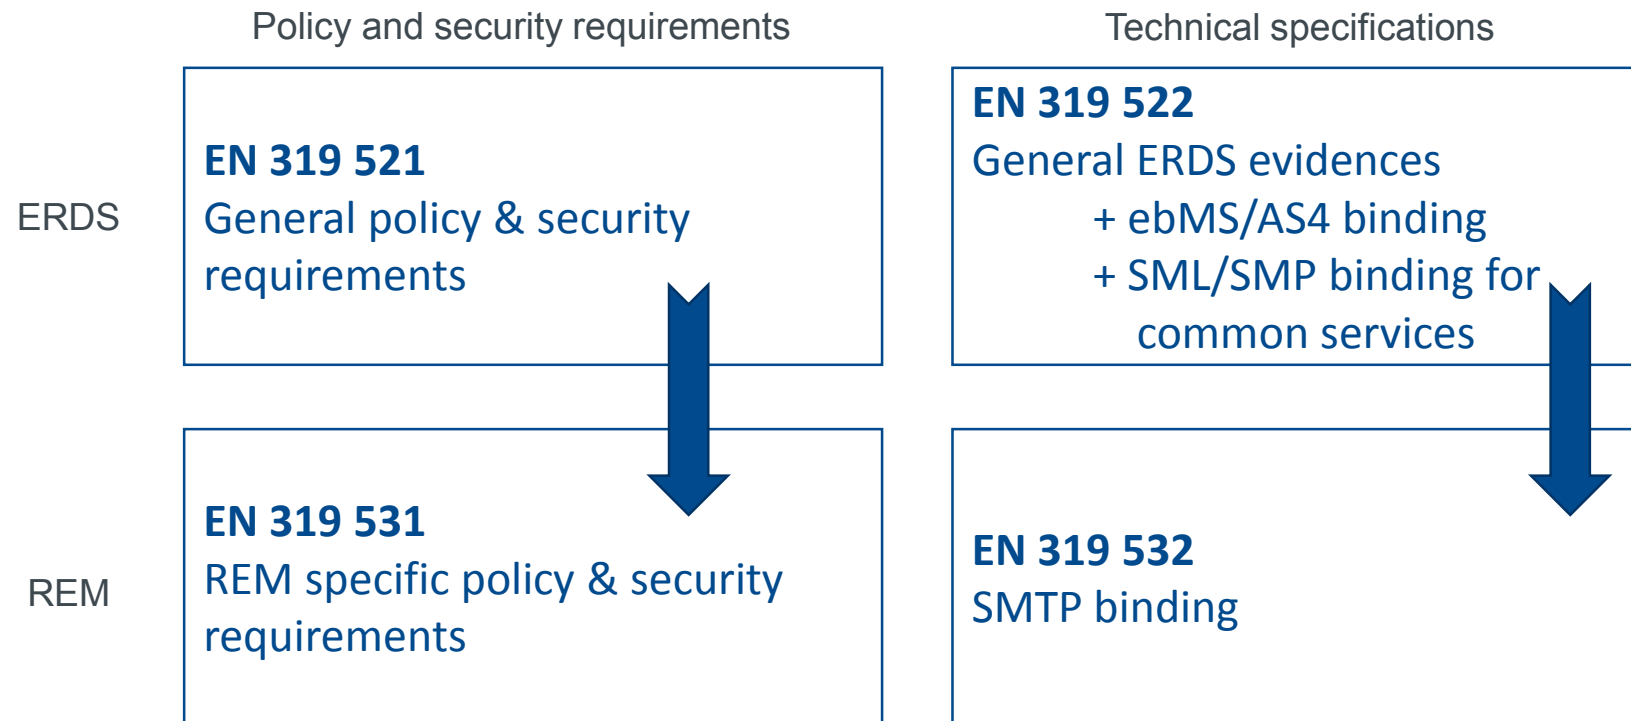 Policy and security requirements
Technical specifications
ERDS
EN 319 521
General policy & security
requirements
EN 319 522
General ERDS evidences
+ ebMS/AS4 binding
+ SML/SMP binding for
common services
REM
EN 319 531
REM specific policy & security
requirements
EN 319 532
SMTP binding